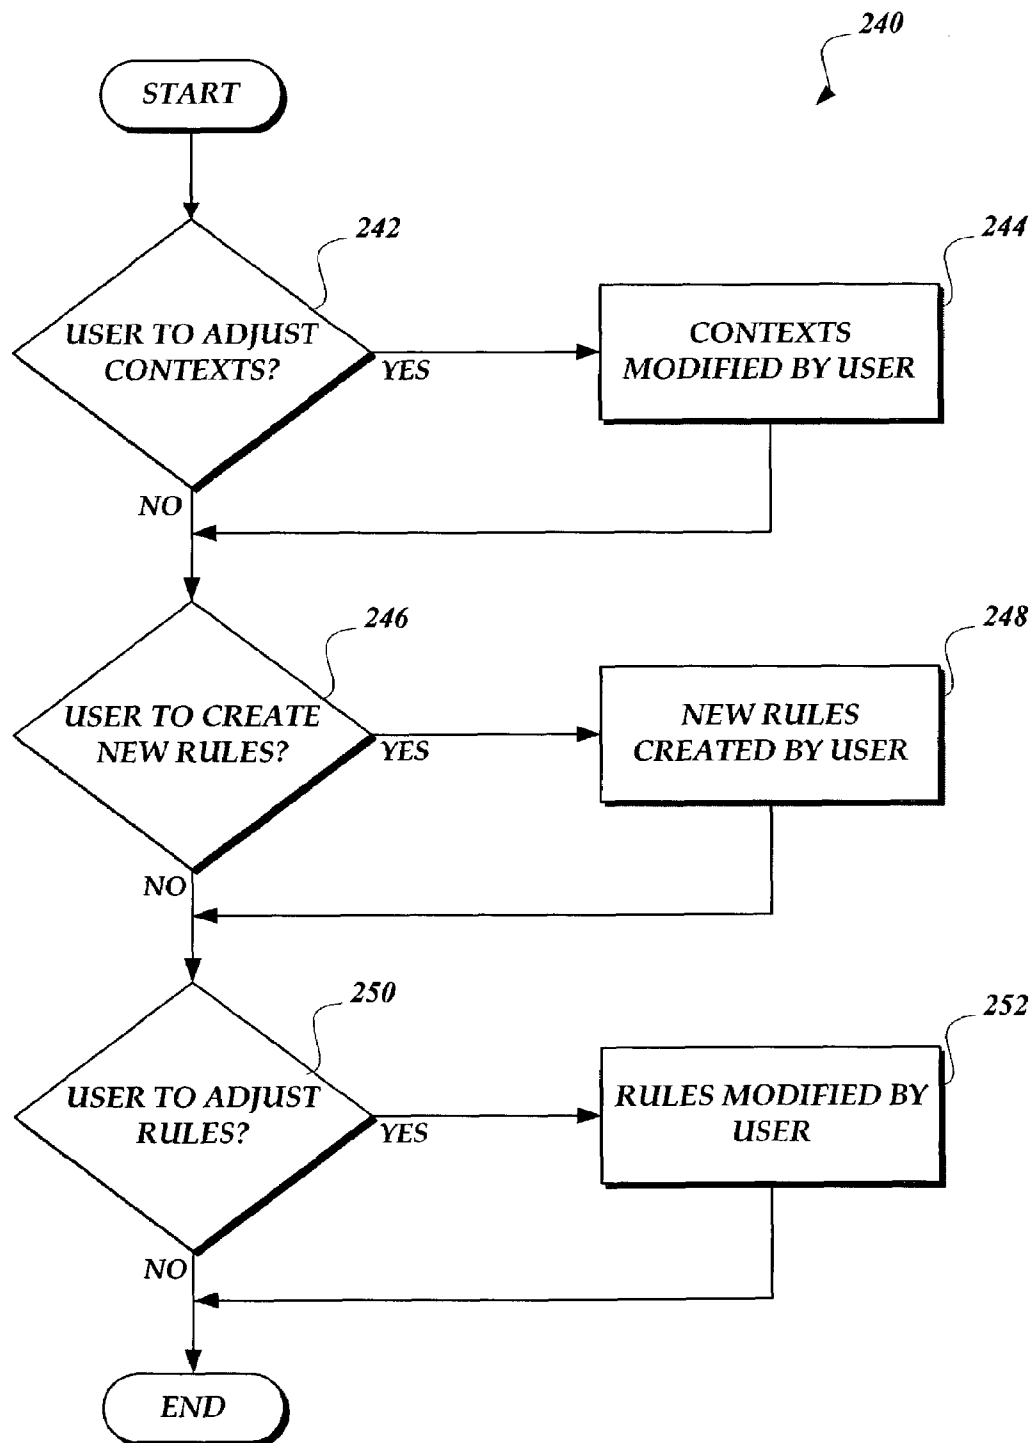 240
START
242
244
USER TO ADJUST
CONTEXTS?
YES
CONTEXTS
MODIFIED BY USER
NO
246
248
USER TO CREATE
NEW RULES?
YES
NEW RULES
CREATED BY USER
NO
250
252
USER TO ADJUST
RULES?
YES
RULES MODIFIED BY
USER
NO
END